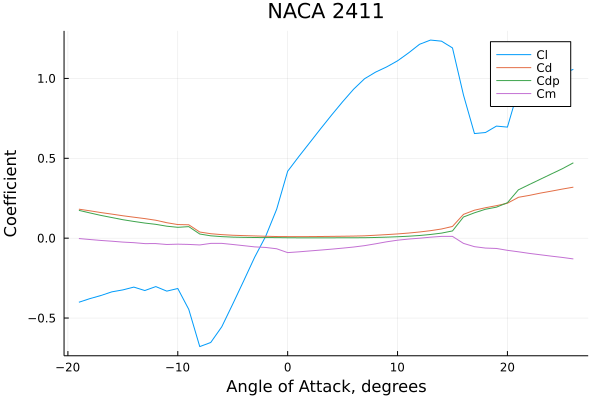 NACA 2411
Cl
Cd
Cdp
Cm
1.0
0.5
0.0
−0.5
Coefficient
−20
−10
0
10
20
Angle of Attack, degrees